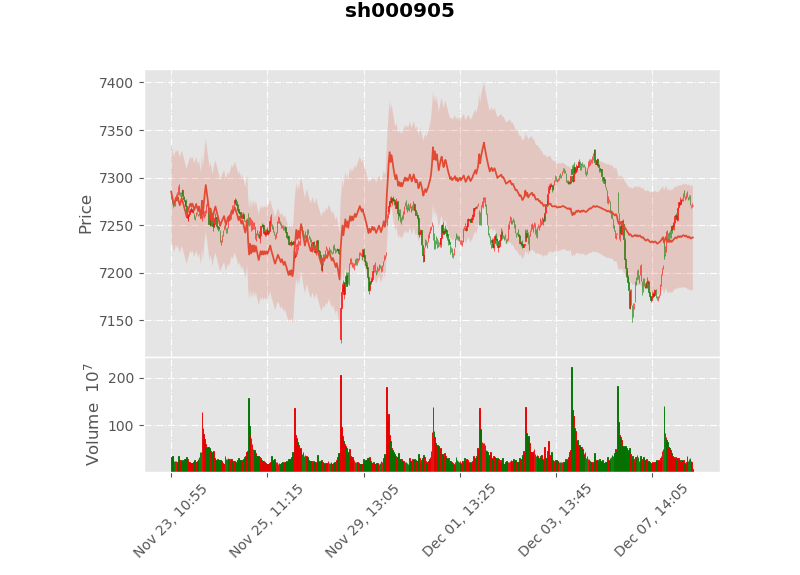 sh000905
Price
7400
7350
7300
7250
7200
7150
Volume 10^7
200
100
Nov 23, 10:55
Nov 25, 11:15
Nov 29, 13:05
Dec 01, 13:25
Dec 03, 13:45
Dec 07, 14:05